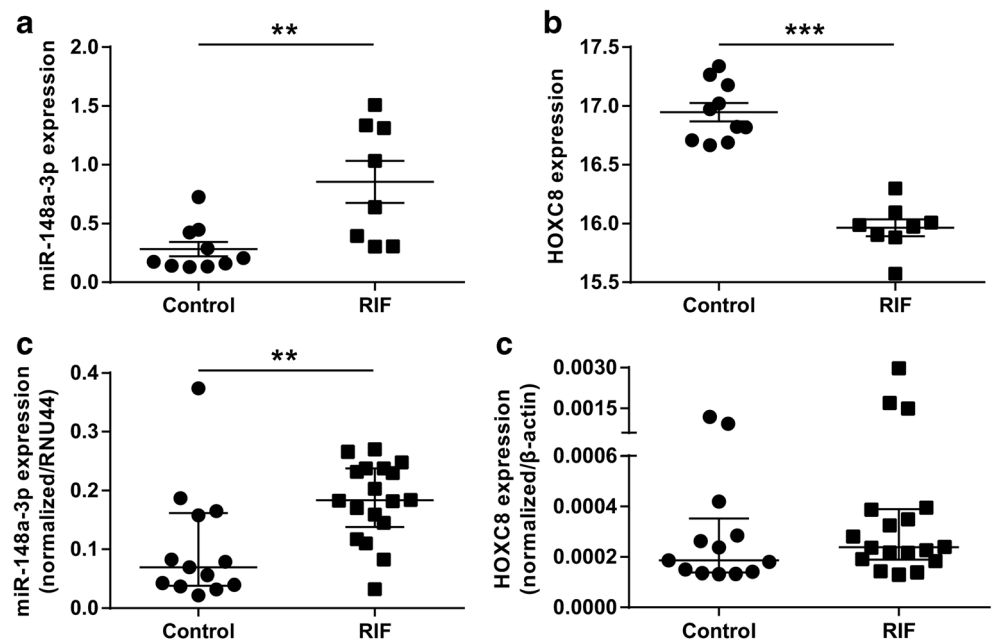 a
**
miR-148a-3p expression
2.0
1.5
1.0
0.5
0.0
Control
RIF
b
***
HOXC8 expression
17.5
17.0
16.5
16.0
15.5
Control
RIF
c
**
miR-148a-3p expression
(normalized/RNU44)
0.4
0.3
0.2
0.1
0.0
Control
RIF
c
HOXC8 expression
(normalized/β-actin)
0.0030
0.0015
0.0006
0.0004
0.0002
0.0000
Control
RIF